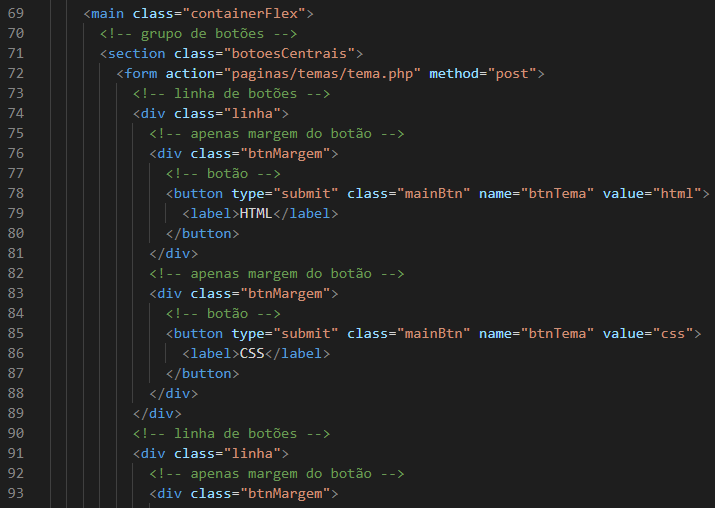 69 <main class="containerFlex">
70 <!-- grupo de botões -->
71 <section class="botoesCentrais">
72 <form action="paginas/temas/tema.php" method="post">
73 <!-- linha de botões -->
74 <div class="linha">
75 <!-- apenas margem do botão -->
76 <div class="btnMargem">
77 <!-- botão -->
78 <button type="submit" class="mainBtn" name="btnTema" value="html">
79 <label>HTML</label>
80 </button>
81 </div>
82 <!-- apenas margem do botão -->
83 <div class="btnMargem">
84 <!-- botão -->
85 <button type="submit" class="mainBtn" name="btnTema" value="css">
86 <label>CSS</label>
87 </button>
88 </div>
89 </div>
90 <!-- linha de botões -->
91 <div class="linha">
92 <!-- apenas margem do botão -->
93 <div class="btnMargem">